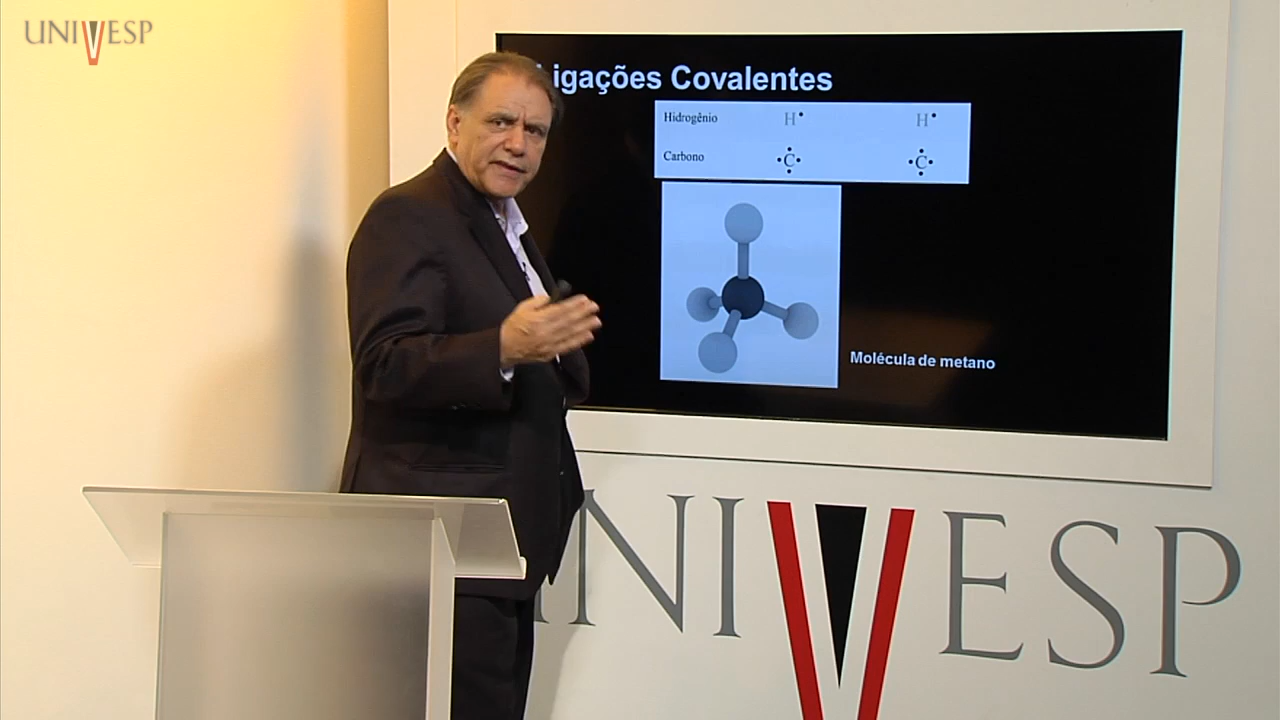 UNIVESP
Ligações Covalentes
Hidrogênio H H
Carbono C C
Molécula de metano
UNIVESP